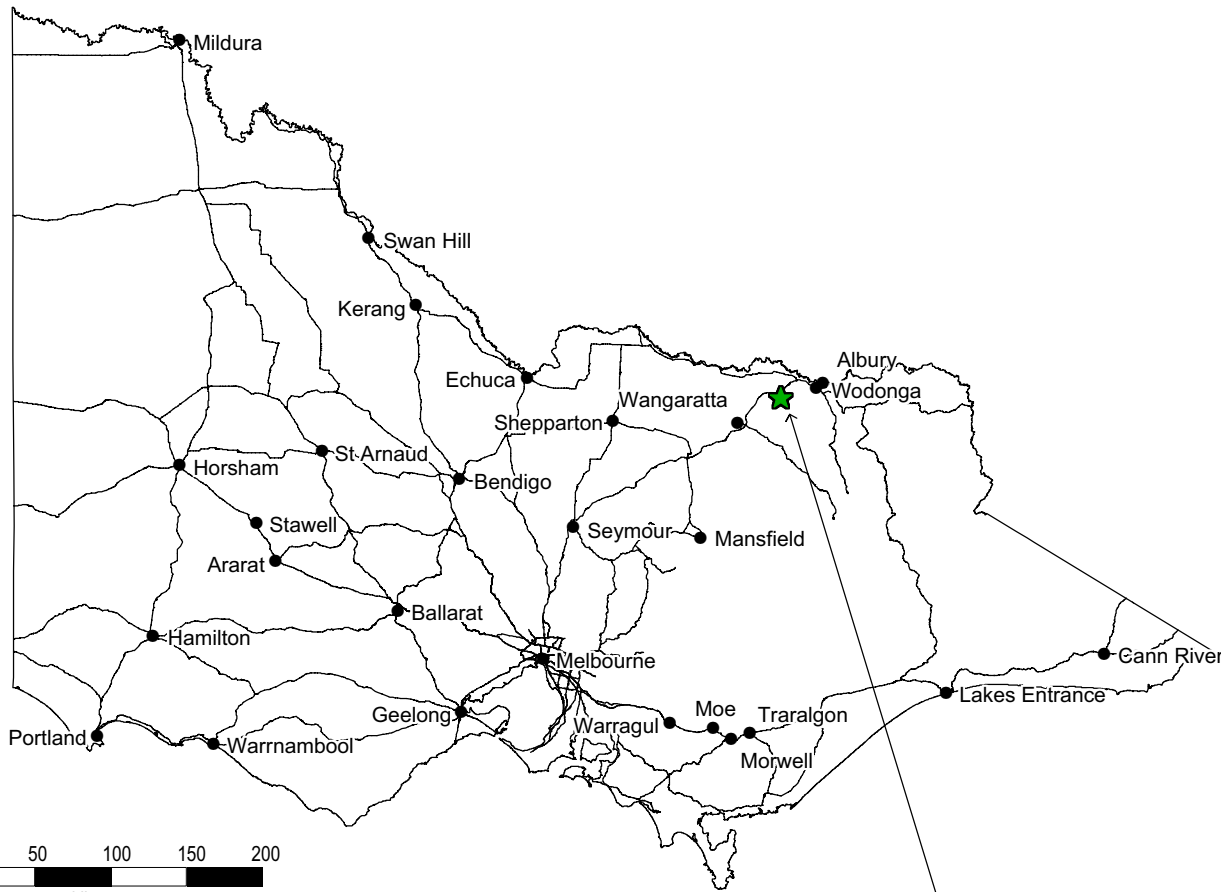 Mildura
Swan Hill
Kerang
Echuca
Albury
Wodonga
Wangaratta
Shepparton
St Arnaud
Horsham
Bendigo
Stawell
Seymour
Mansfield
Ararat
Ballarat
Hamilton
Melbourne
Cann River
Lakes Entrance
Geelong
Moe
Traralgon
Warragul
Portland
Warrnambool
Morwell
50 100 150 200